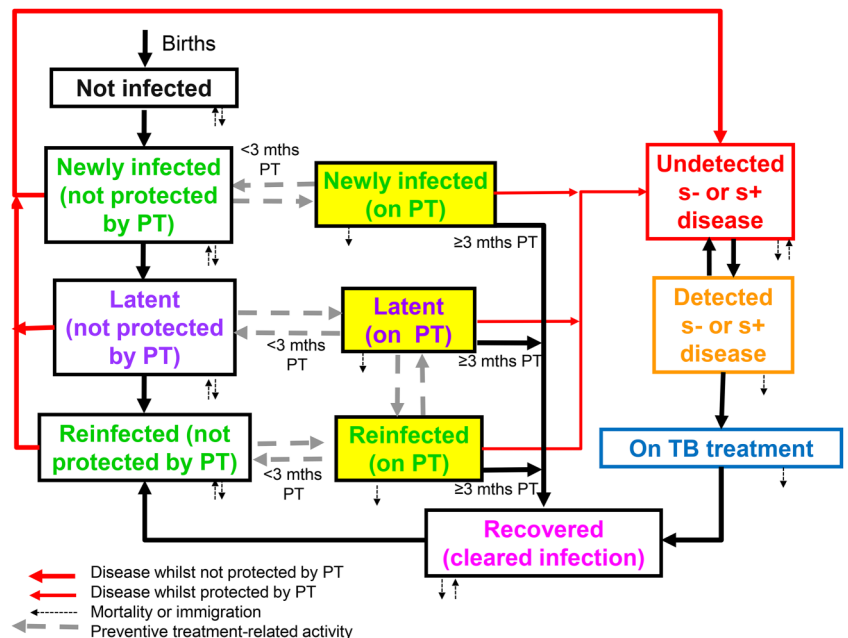 Births
Not infected
Newly infected
(not protected
by PT)
<3 mths
PT
Newly infected
(on PT)
≥3 mths PT
Undetected
s- or s+
disease
Latent
(not protected
by PT)
<3 mths
PT
Latent
(on PT)
≥3 mths PT
Detected
s- or s+
disease
Reinfected (not
protected by PT)
<3 mths
PT
Reinfected
(on PT)
≥3 mths PT
On TB treatment
Recovered
(cleared infection)
Disease whilst not protected by PT
Disease whilst protected by PT
Mortality or immigration
Preventive treatment-related activity